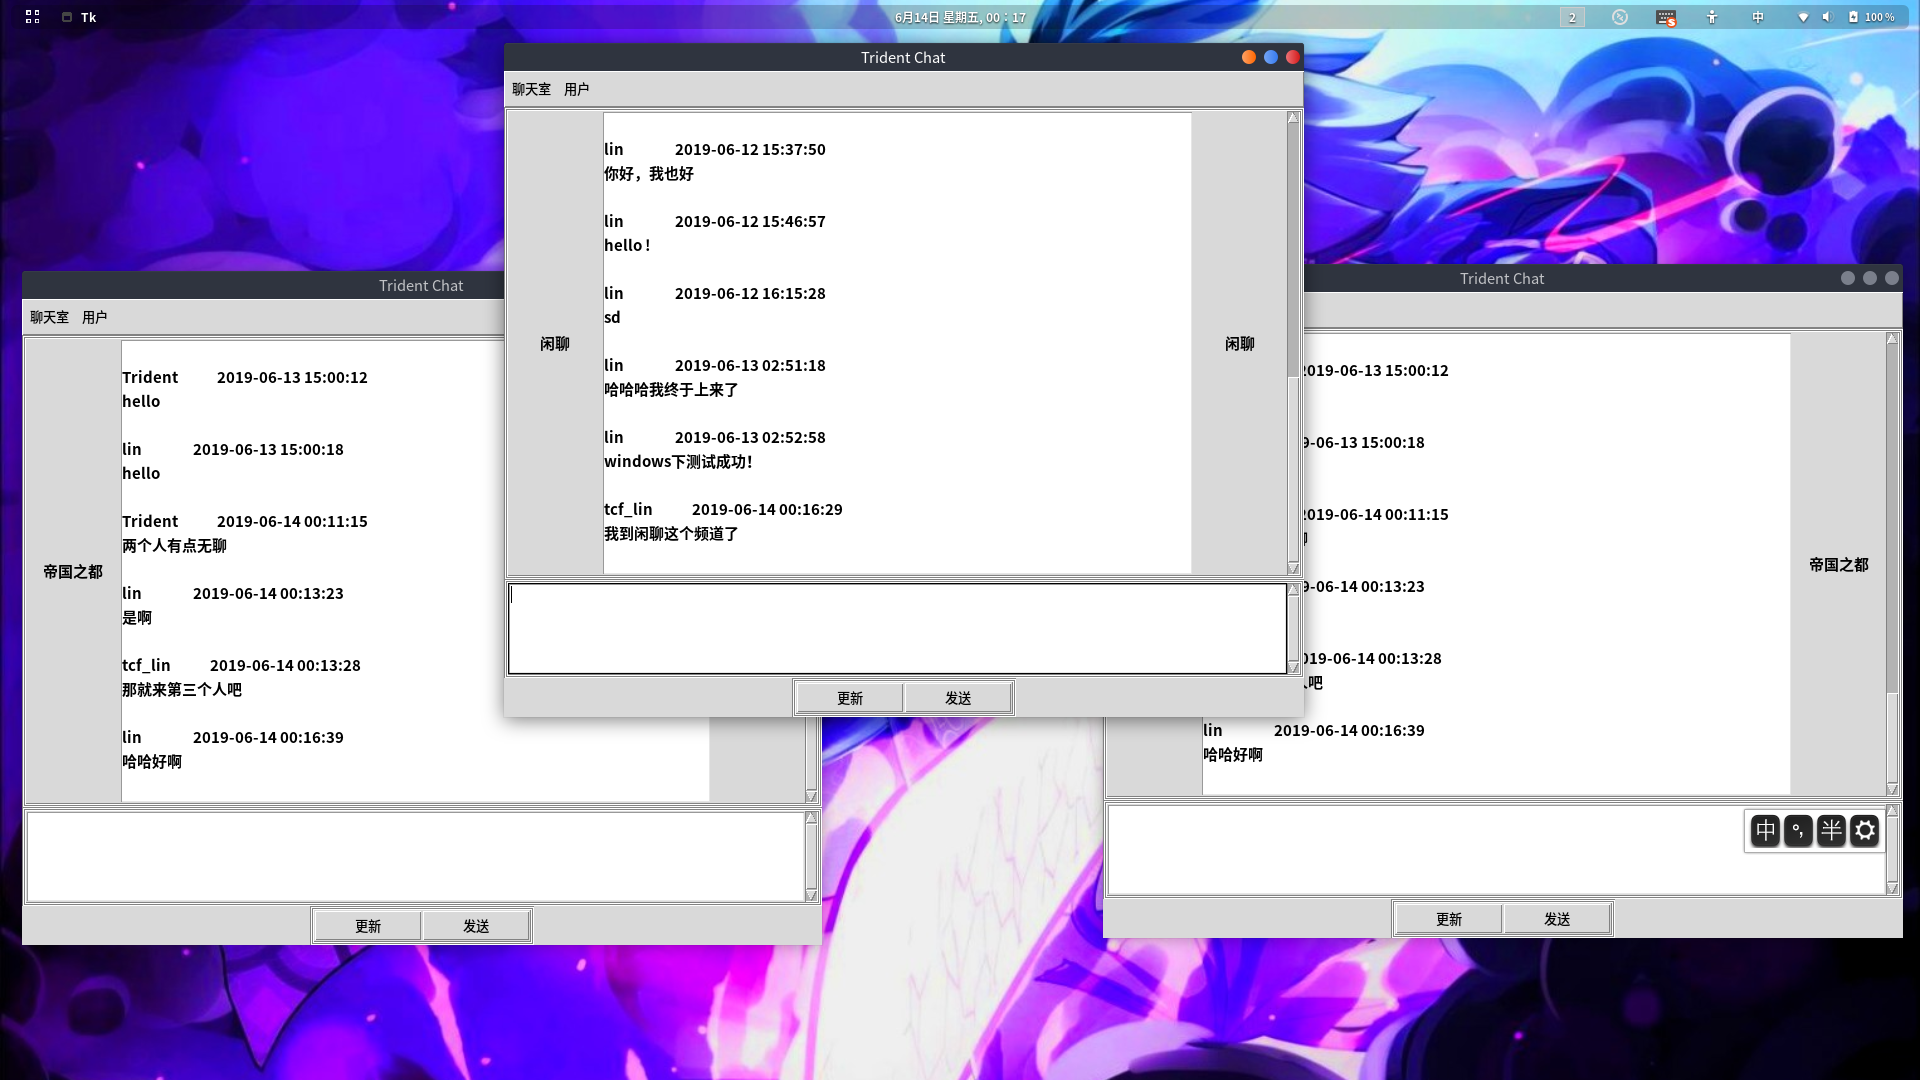 Tk
6月14日 星期五, 00：17
2
中
100 %
Trident Chat
聊天室 用户
闲聊
lin 2019-06-12 15:37:50
你好，我也好
lin 2019-06-12 15:46:57
hello！
lin 2019-06-12 16:15:28
sd
lin 2019-06-13 02:51:18
哈哈哈我终于上来了
lin 2019-06-13 02:52:58
windows下测试成功！
tcf_lin 2019-06-14 00:16:29
我到闲聊这个频道了
闲聊
更新 发送
Trident Chat
聊天室 用户
帝国之都
Trident 2019-06-13 15:00:12
hello
lin 2019-06-13 15:00:18
hello
Trident 2019-06-14 00:11:15
两个人有点无聊
lin 2019-06-14 00:13:23
是啊
tcf_lin 2019-06-14 00:13:28
那就来第三个人吧
lin 2019-06-14 00:16:39
哈哈好啊
更新 发送
Trident Chat
2019-06-13 15:00:12
9-06-13 15:00:18
2019-06-14 00:11:15
9-06-14 00:13:23
019-06-14 00:13:28
人吧
lin 2019-06-14 00:16:39
哈哈好啊
帝国之都
中 °, 半
更新 发送